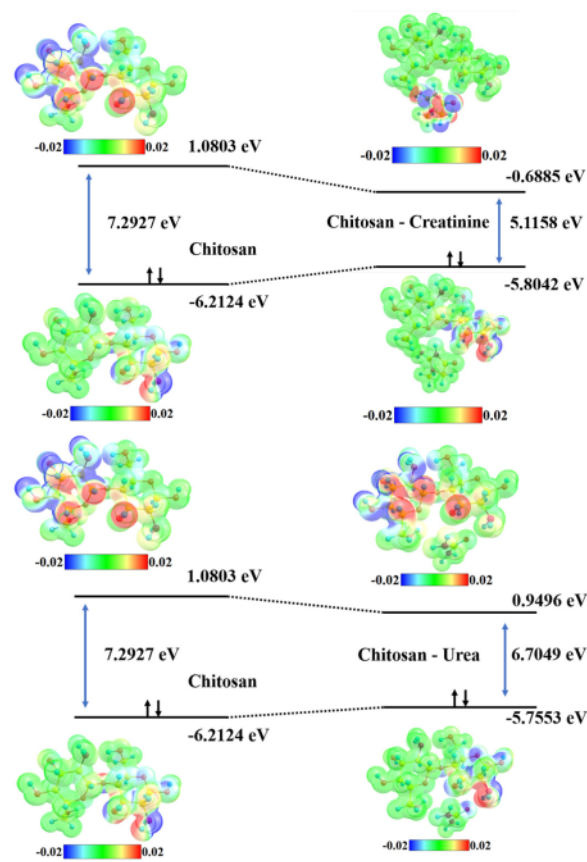 -0.02 0.02
1.0803 eV
-0.02 0.02
-0.6885 eV
7.2927 eV
Chitosan
Chitosan - Creatinine
5.1158 eV
-6.2124 eV
-5.8042 eV
-0.02 0.02
-0.02 0.02
-0.02 0.02
1.0803 eV
-0.02 0.02
0.9496 eV
7.2927 eV
Chitosan
Chitosan - Urea
6.7049 eV
-6.2124 eV
-5.7553 eV
-0.02 0.02
-0.02 0.02